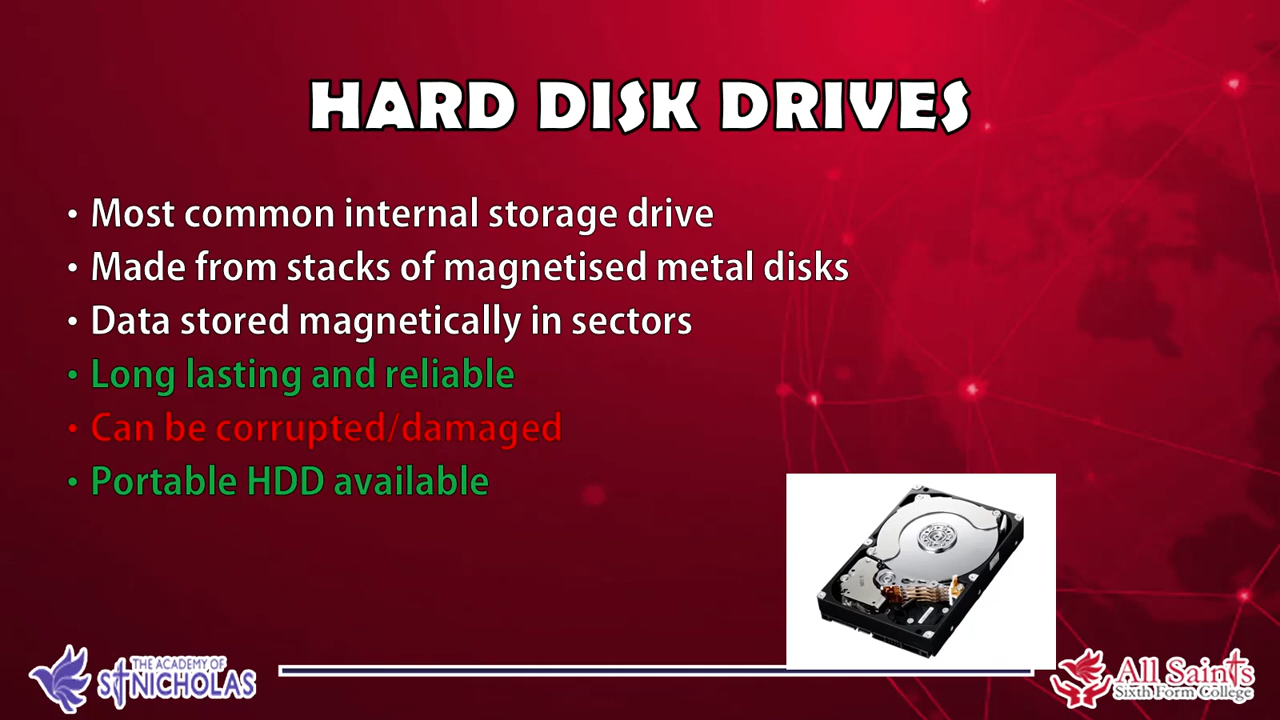 HARD DISK DRIVES
• Most common internal storage drive
• Made from stacks of magnetised metal disks
• Data stored magnetically in sectors
• Long lasting and reliable
• Can be corrupted/damaged
• Portable HDD available
THE ACADEMY OF
ST NICHOLAS
All Saints
Sixth Form College